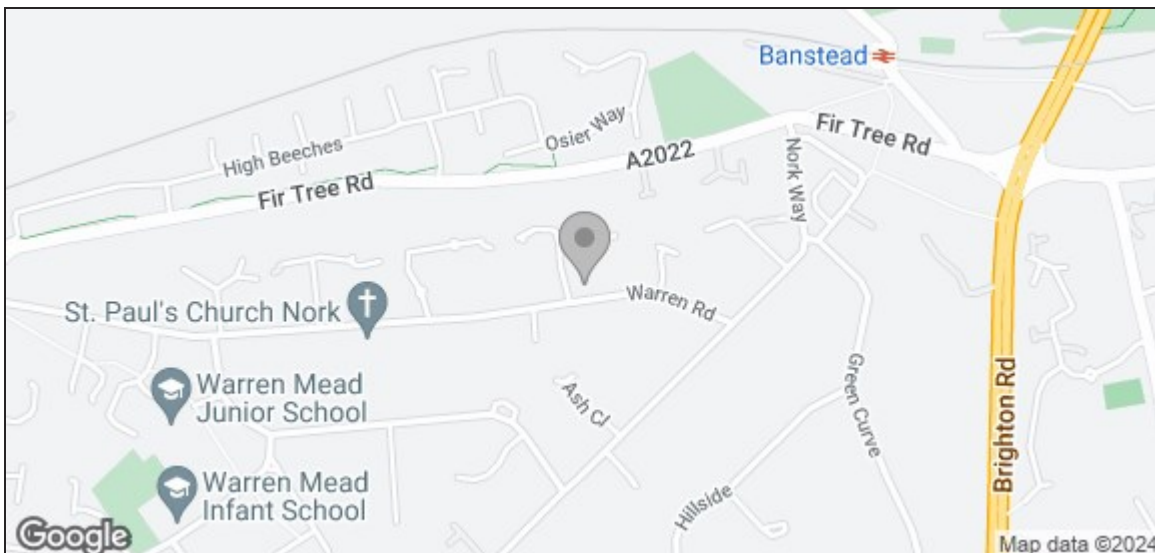 Banstead
Osier Way
High Beeches
A2022
Fir Tree Rd
Fir Tree Rd
Nork Way
St. Paul's Church Nork
Warren Rd
Warren Mead
Junior School
Ash Cl
Green Curve
Brighton Rd
Warren Mead
Infant School
Hillside
Google
Map data ©2024